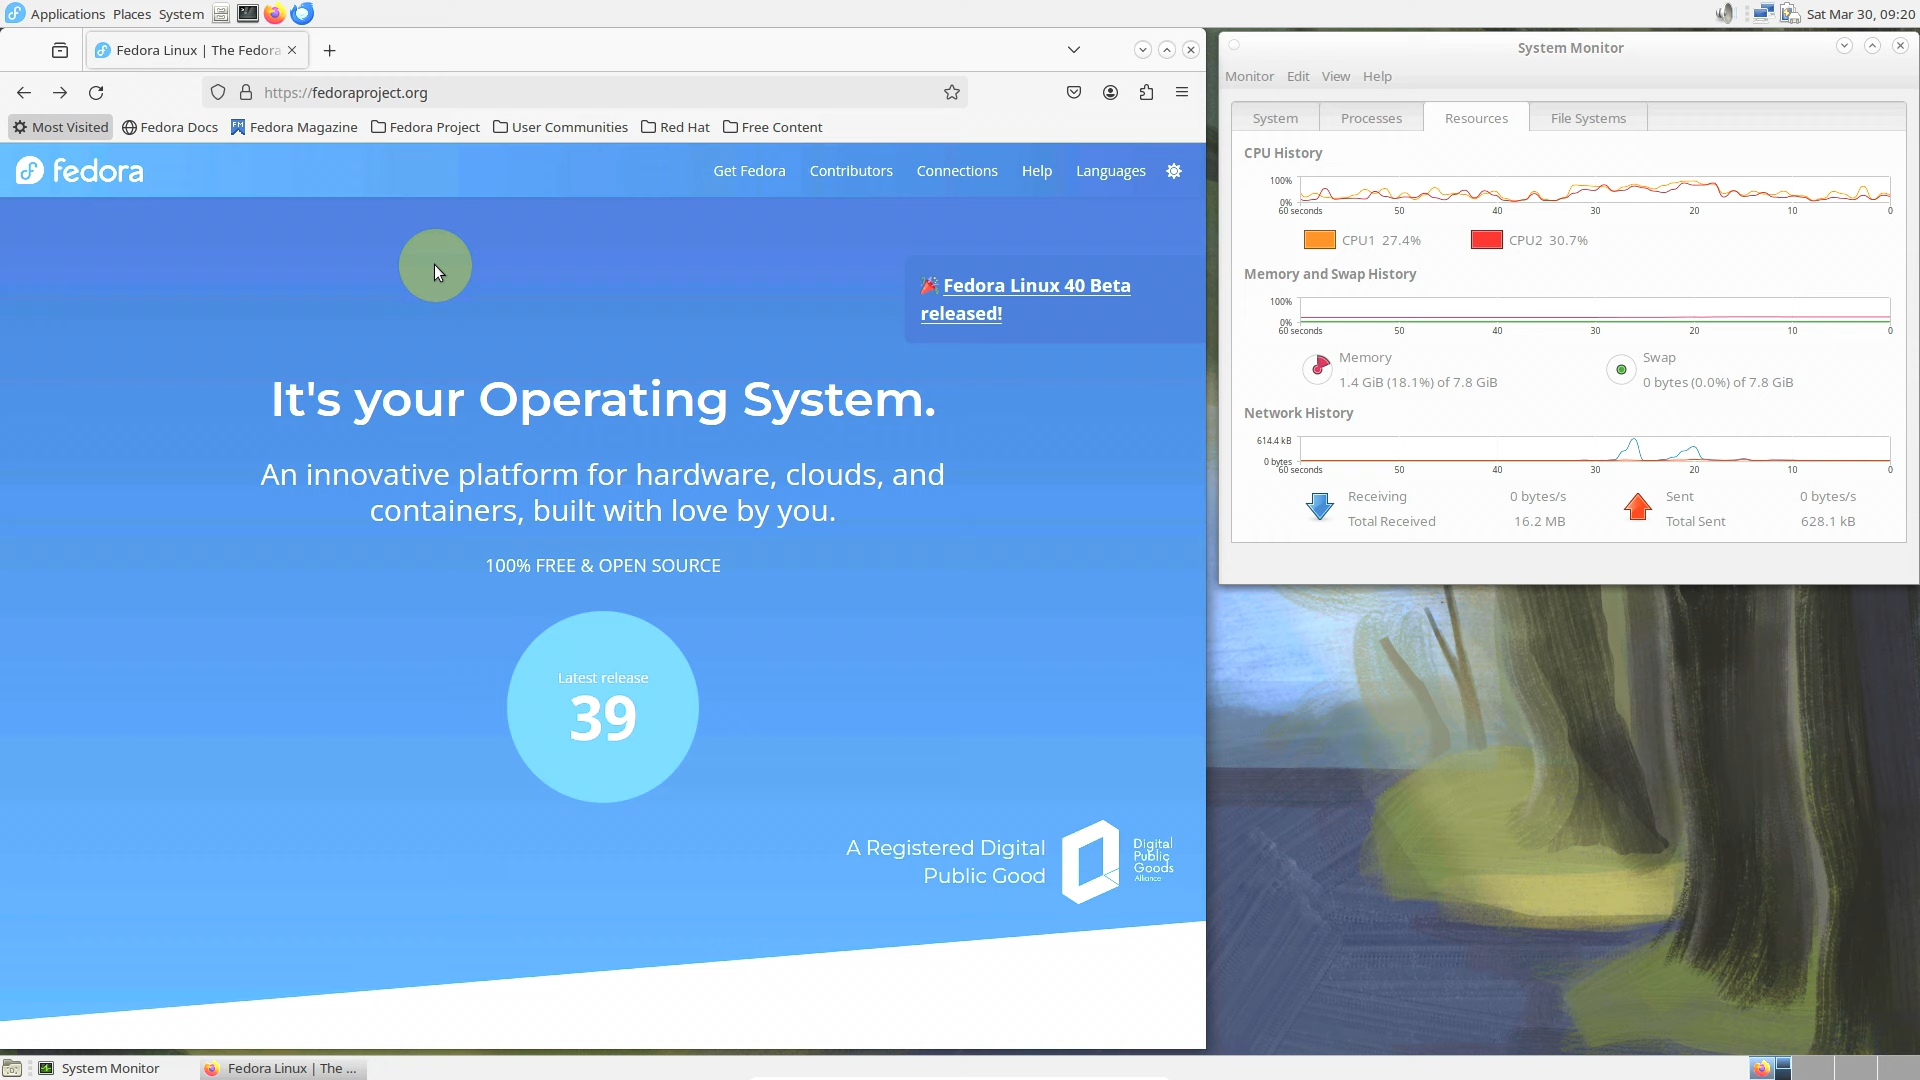 Applications Places System
Sat Mar 30, 09:20
Fedora Linux | The Fedora
https://fedoraproject.org
Most Visited Fedora Docs Fedora Magazine Fedora Project User Communities Red Hat Free Content
fedora
Get Fedora Contributors Connections Help Languages
Fedora Linux 40 Beta
released!
It's your Operating System.
An innovative platform for hardware, clouds, and
containers, built with love by you.
100% FREE & OPEN SOURCE
Latest release
39
A Registered Digital
Public Good
Digital
Public
Goods
Alliance
System Monitor
Monitor Edit View Help
System Processes Resources File Systems
CPU History
100%
0%
60 seconds 50 40 30 20 10 0
CPU1 27.4% CPU2 30.7%
Memory and Swap History
100%
0%
60 seconds 50 40 30 20 10 0
Memory
1.4 GiB (18.1%) of 7.8 GiB
Swap
0 bytes (0.0%) of 7.8 GiB
Network History
614.4 kB
0 bytes
60 seconds 50 40 30 20 10 0
Receiving 0 bytes/s
Total Received 16.2 MB
Sent 0 bytes/s
Total Sent 628.1 kB
System Monitor Fedora Linux | The ...